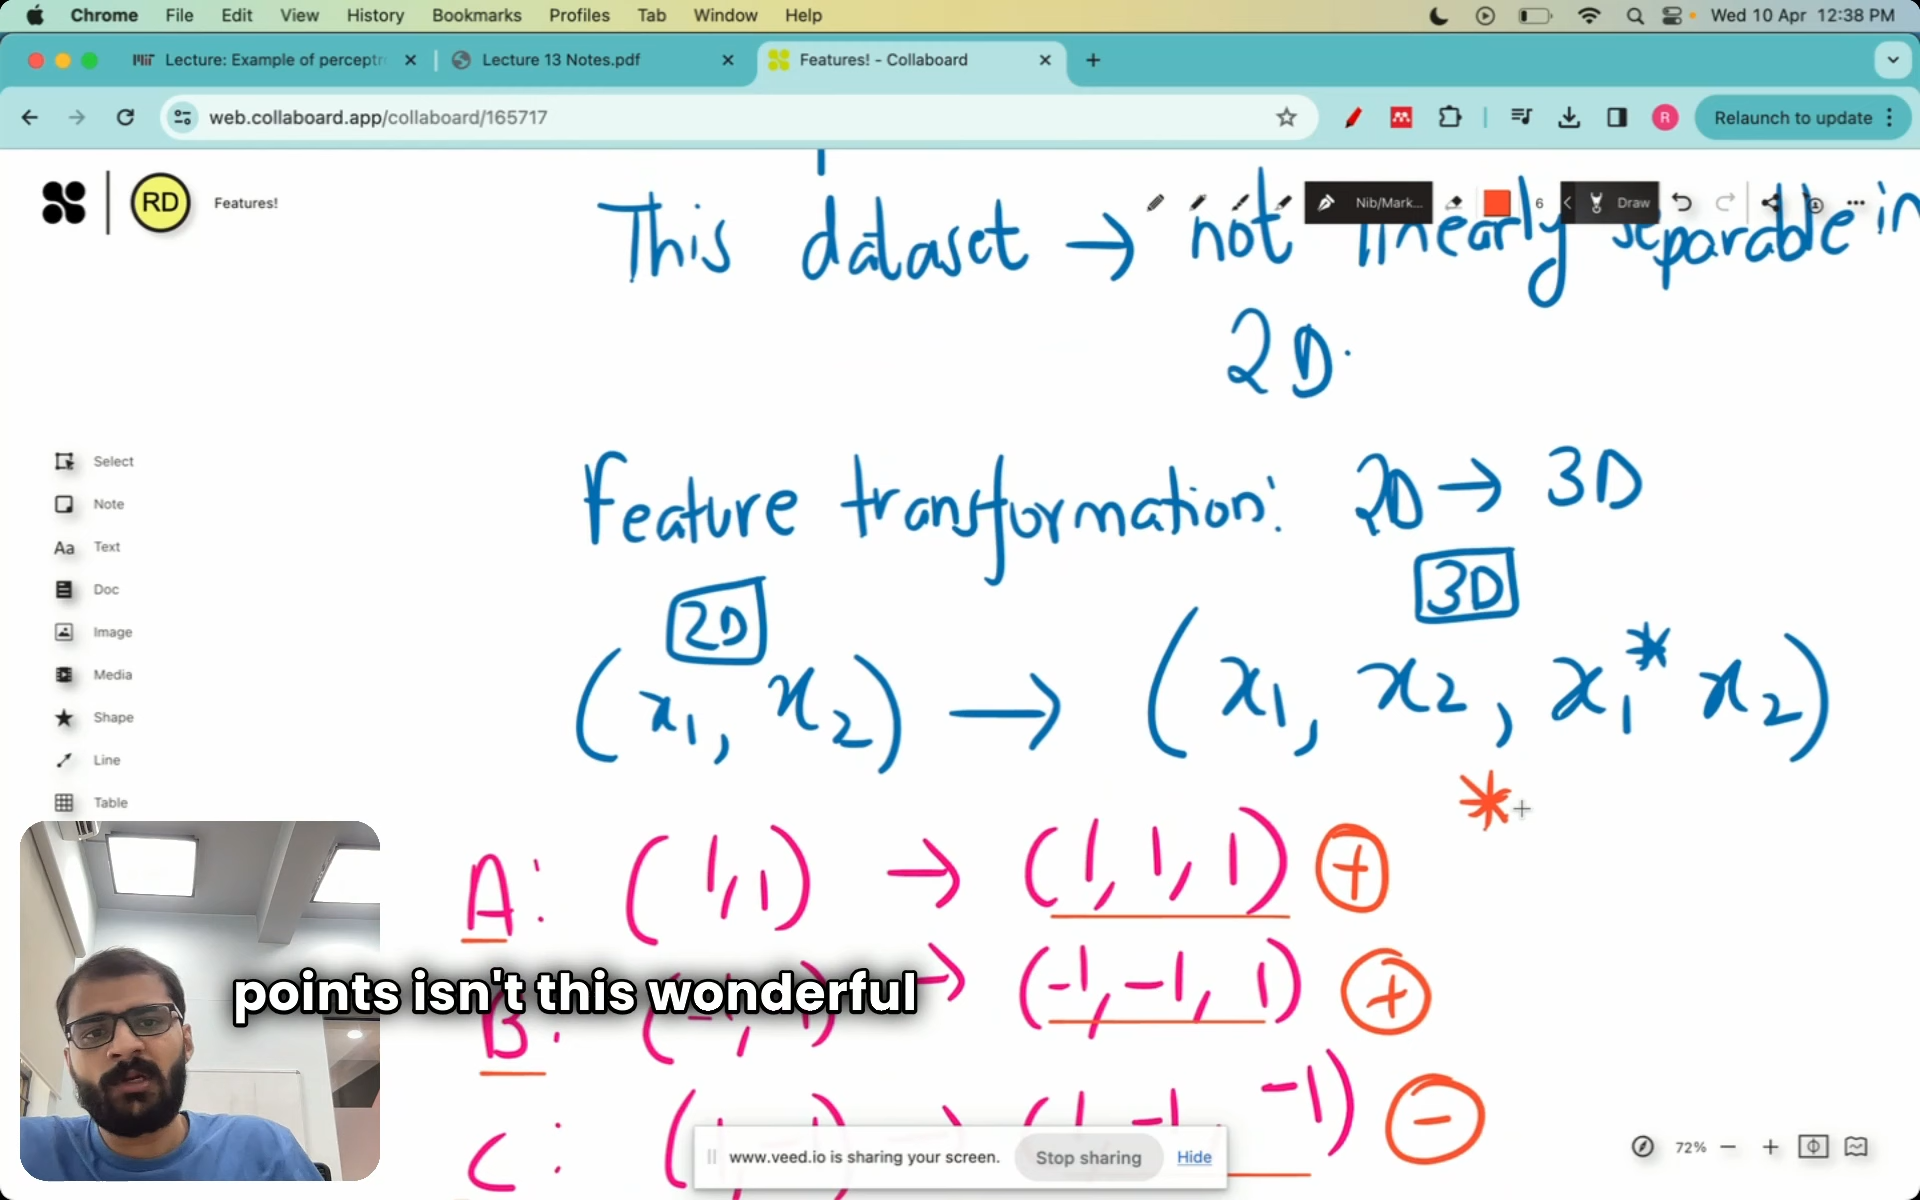 Chrome File Edit View History Bookmarks Profiles Tab Window Help Wed 10 Apr 12:38 PM
Lecture: Example of perceptr Lecture 13 Notes.pdf Features! - Collaboard
web.collaboard.app/collaboard/165717 R Relaunch to update
RD Features! Nib/Mark... 6 Draw
This dataset → not linearly separable in
2D.
Select
Note
Text
Doc
Image
Media
Shape
Line
Table
Feature transformation: 2D → 3D
2D 3D
(x1, x2) → (x1, x2, x1 * x2)
*
A: (1, 1) → (1, 1, 1) +
points isn't this wonderful
B: → (-1, -1, 1) +
C: -1) -
www.veed.io is sharing your screen. Stop sharing Hide
72%